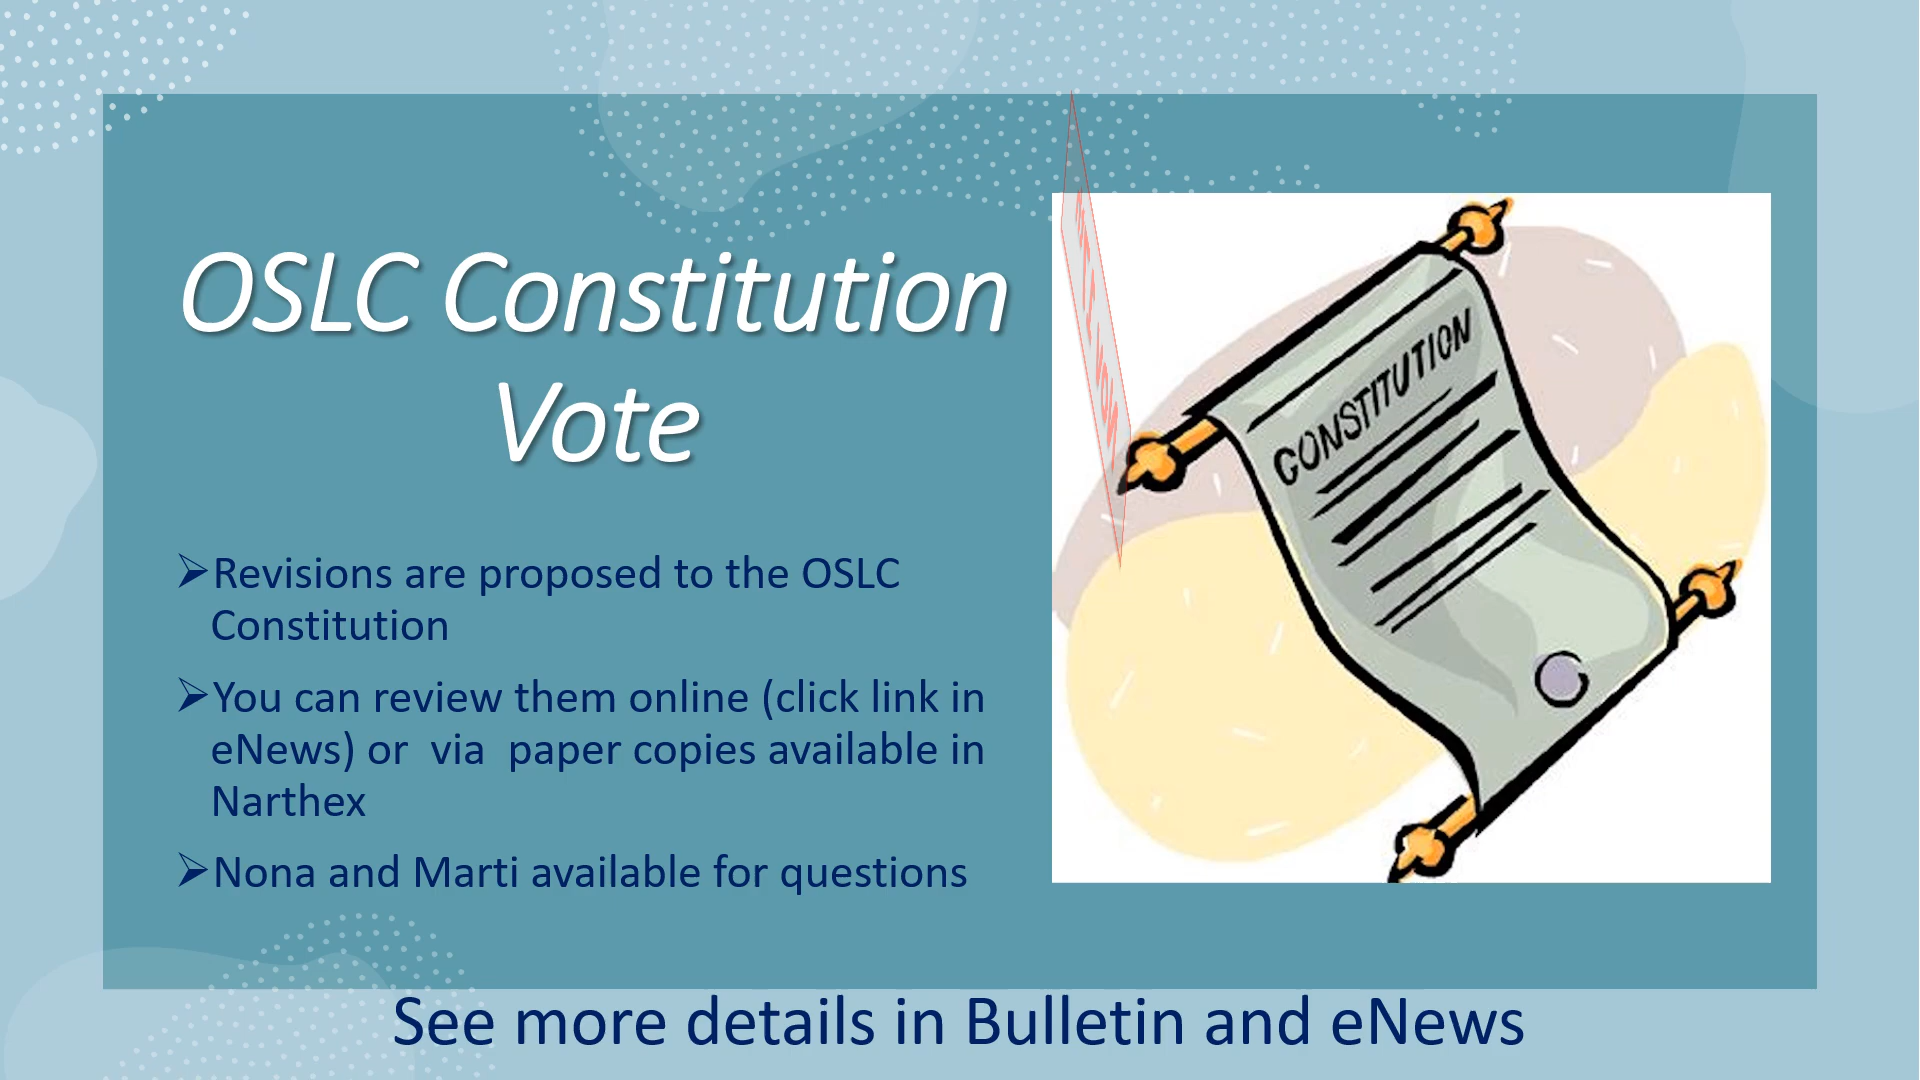 OSLC Constitution
Vote
CONSTITUTION
➢Revisions are proposed to the OSLC
Constitution
➢You can review them online (click link in
eNews) or via paper copies available in
Narthex
➢Nona and Marti available for questions
See more details in Bulletin and eNews